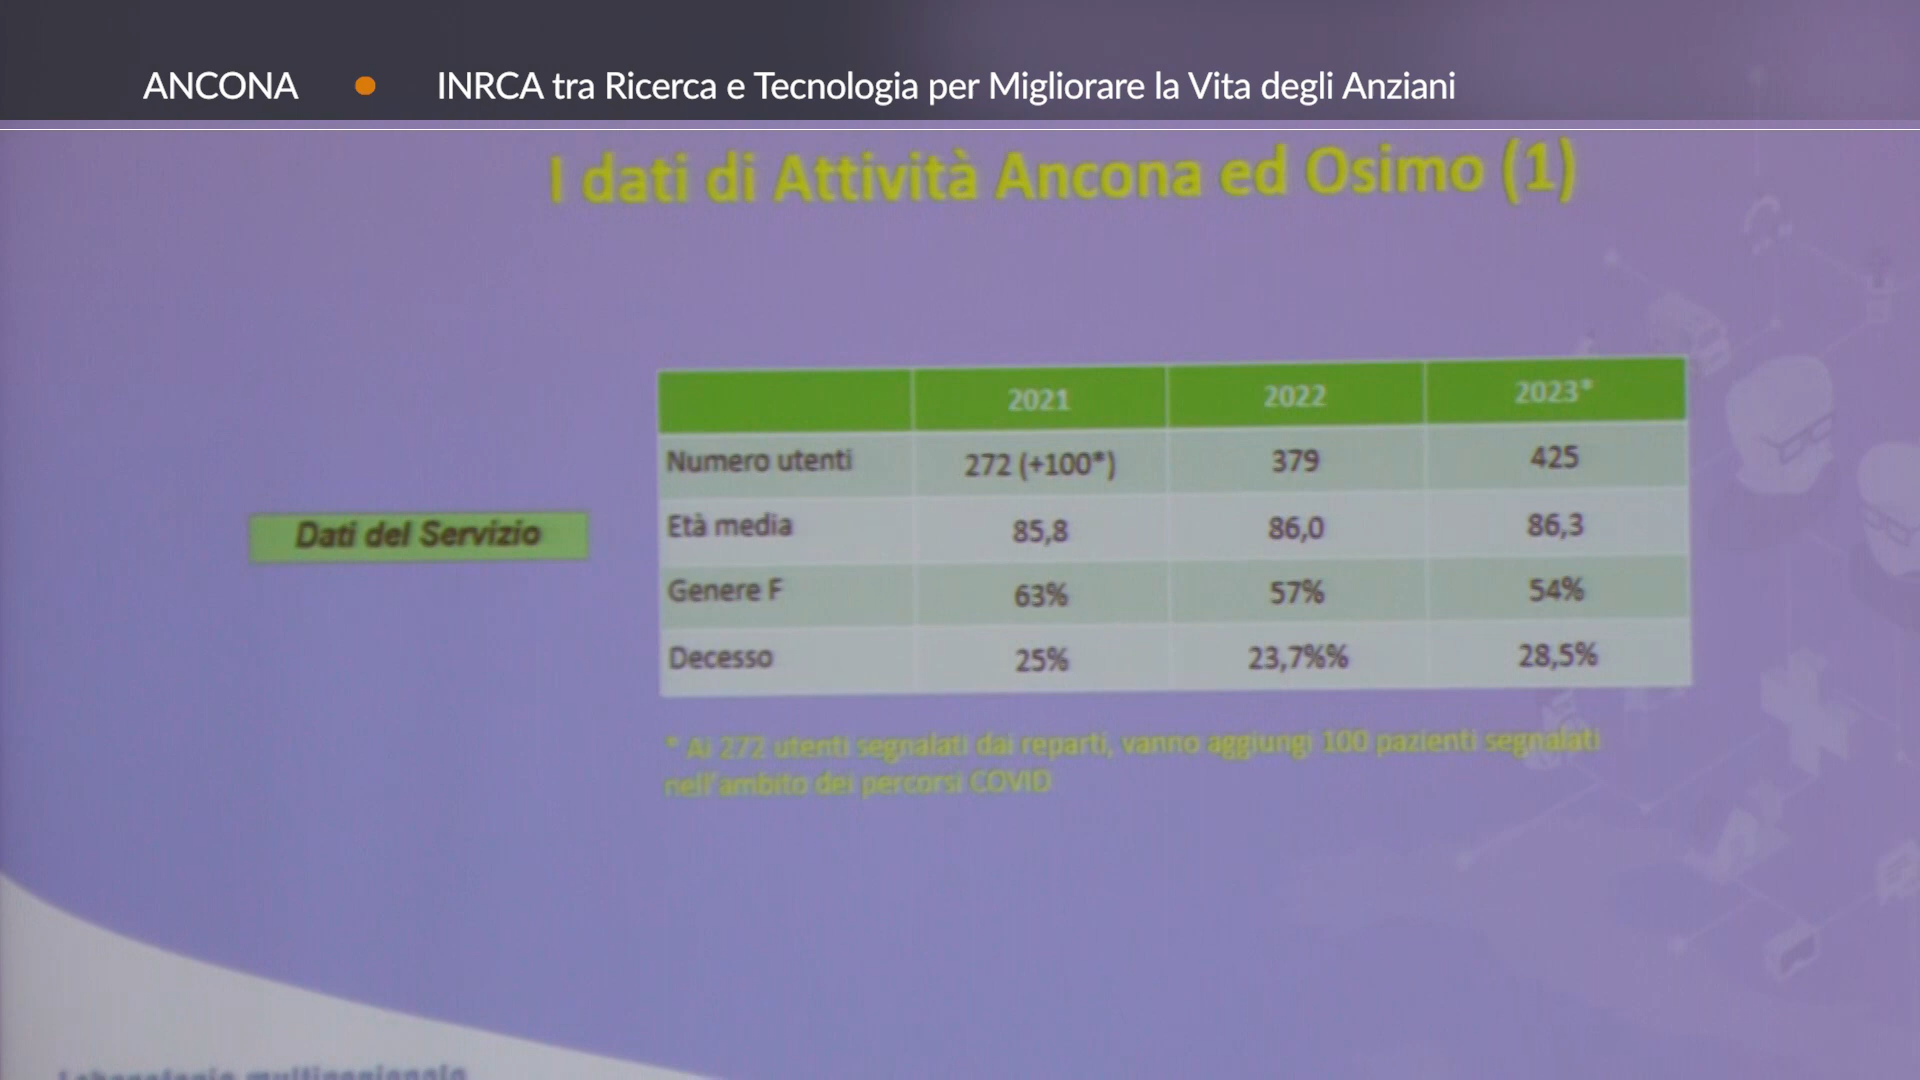 ANCONA • INRCA tra Ricerca e Tecnologia per Migliorare la Vita degli Anziani
I dati di Attività Ancona ed Osimo (1)
2021 2022 2023*
Numero utenti 272 (+100*) 379 425
Dati del Servizio
Età media 85,8 86,0 86,3
Genere F 63% 57% 54%
Decesso 25% 23,7%% 28,5%
* Ai 272 utenti segnalati dai reparti, vanno aggiungi 100 pazienti segnalati
nell'ambito dei percorsi COVID